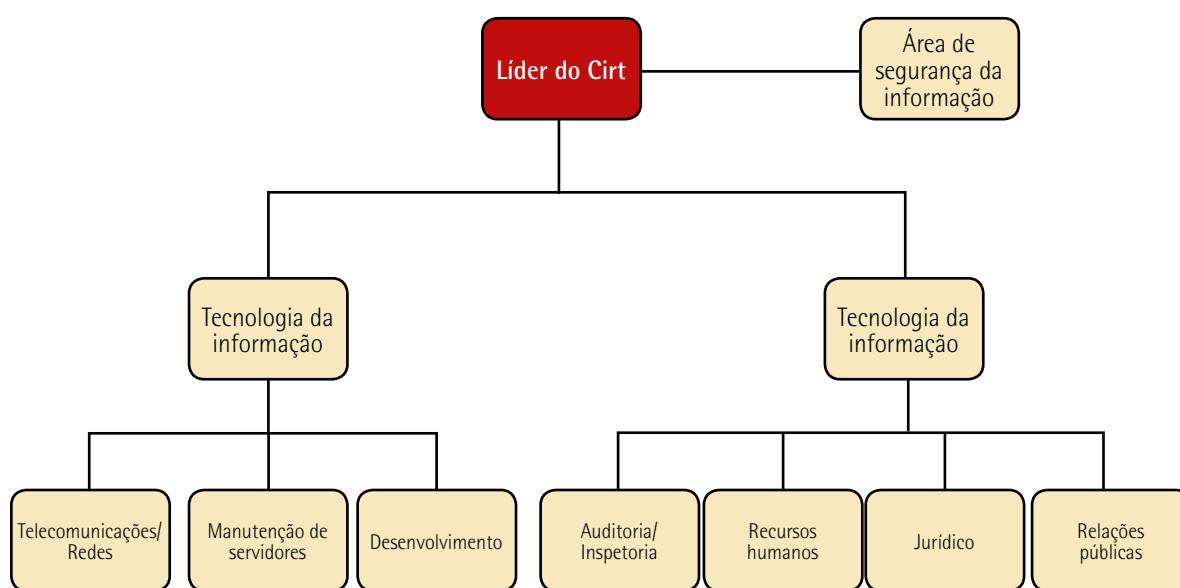 Líder do Cirt
Área de
segurança da
informação
Tecnologia da
informação
Tecnologia da
informação
Telecomunicações/
Redes
Manutenção de
servidores
Desenvolvimento
Auditoria/
Inspetoria
Recursos
humanos
Jurídico
Relações
públicas